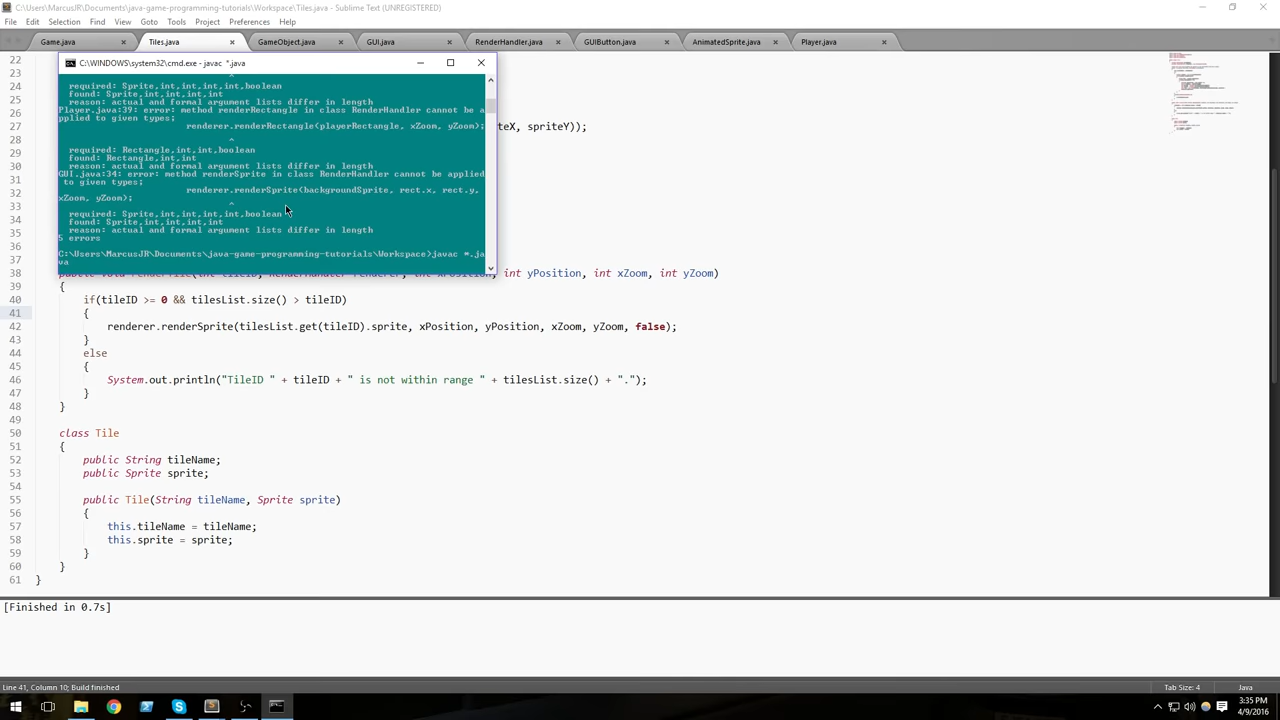 C:\Users\MarcusJR\Documents\java-game-programming-tutorials\Workspace\Tiles.java - Sublime Text (UNREGISTERED)
File Edit Selection Find View Goto Tools Project Preferences Help
Game.java Tiles.java GameObject.java GUI.java RenderHandler.java GUIButton.java AnimatedSprite.java Player.java
C:\WINDOWS\system32\cmd.exe - javac *.java
required: Sprite,int,int,int,int,boolean
found: Sprite,int,int,int,int
reason: actual and formal argument lists differ in length
Player.java:39: error: method renderRectangle in class RenderHandler cannot be a
pplied to given types;
renderer.renderRectangle(playerRectangle, xZoom, yZoom);
^
required: Rectangle,int,int,boolean
found: Rectangle,int,int
reason: actual and formal argument lists differ in length
GUI.java:34: error: method renderSprite in class RenderHandler cannot be applied
to given types;
renderer.renderSprite(backgroundSprite, rect.x, rect.y,
xZoom, yZoom);
^
required: Sprite,int,int,int,int,boolean
found: Sprite,int,int,int,int
reason: actual and formal argument lists differ in length
5 errors
C:\Users\MarcusJR\Documents\java-game-programming-tutorials\Workspace>javac *.ja
va
23
24
25
26
27
28 teX, spriteY));
29
30
31
32
33
34
35
36
37
38 int yPosition, int xZoom, int yZoom)
39 {
40 if(tileID >= 0 && tilesList.size() > tileID)
41 {
42 renderer.renderSprite(tilesList.get(tileID).sprite, xPosition, yPosition, xZoom, yZoom, false);
43 }
44 else
45 {
46 System.out.println("TileID " + tileID + " is not within range " + tilesList.size() + ".");
47 }
48 }
49
50 class Tile
51 {
52 public String tileName;
53 public Sprite sprite;
54
55 public Tile(String tileName, Sprite sprite)
56 {
57 this.tileName = tileName;
58 this.sprite = sprite;
59 }
60 }
61 }
[Finished in 0.7s]
Line 41, Column 10; Build finished Tab Size: 4 Java
3:35 PM
4/9/2016